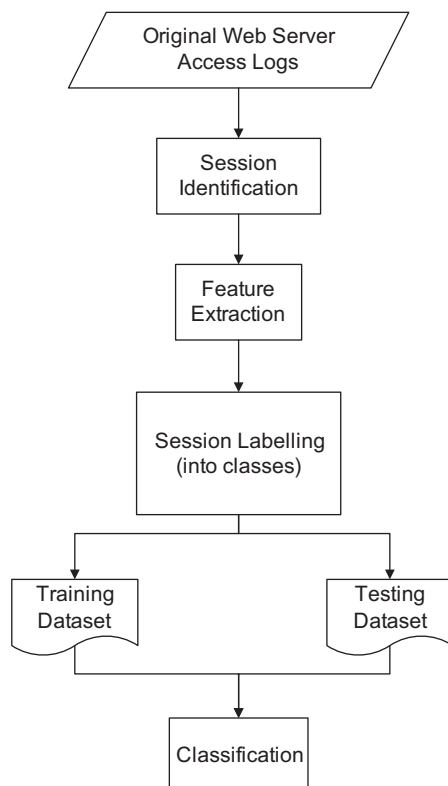 Original Web Server
Access Logs
Session
Identification
Feature
Extraction
Session Labelling
(into classes)
Training
Dataset
Testing
Dataset
Classification